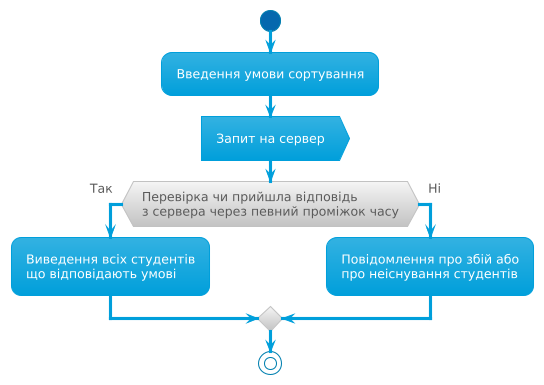 Введення умови сортування
Запит на сервер
Так
Перевірка чи прийшла відповідь
з сервера через певний проміжок часу
Ні
Виведення всіх студентів
що відповідають умові
Повідомлення про збій або
про неіснування студентів